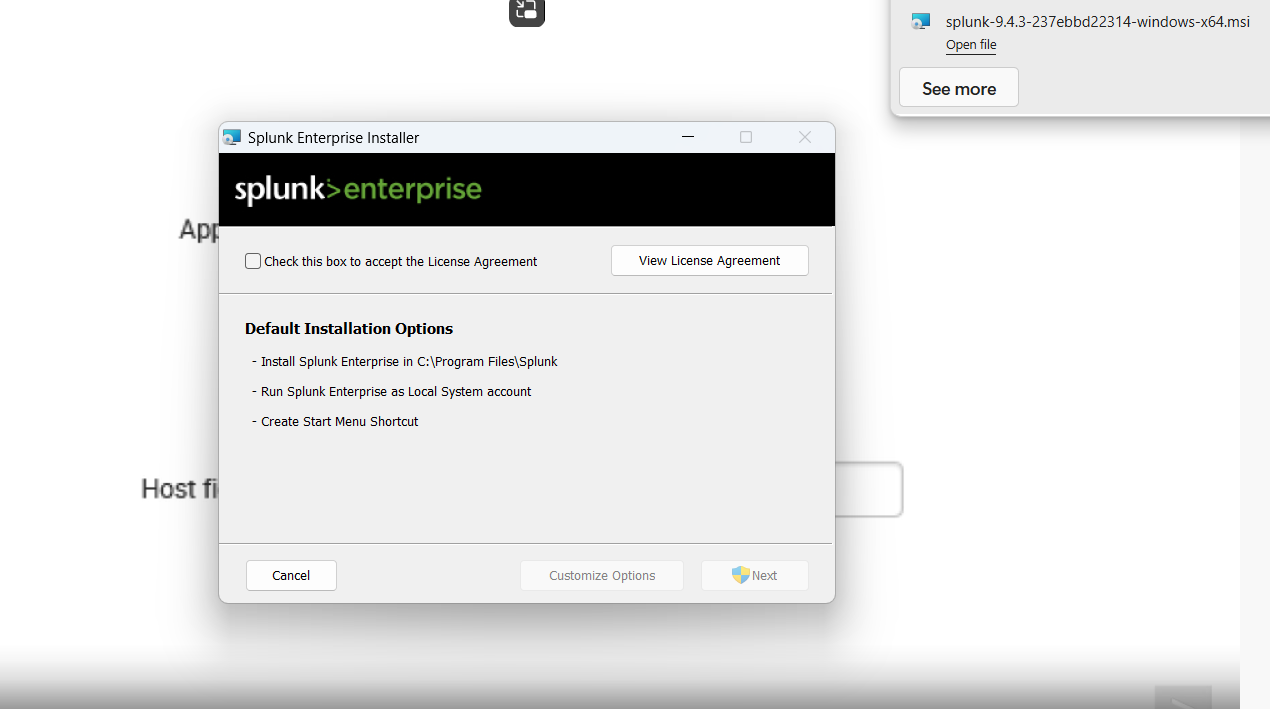 splunk-9.4.3-237ebbd22314-windows-x64.msi
Open file
See more
Splunk Enterprise Installer
splunk>enterprise
App
Check this box to accept the License Agreement
View License Agreement
Default Installation Options
- Install Splunk Enterprise in C:\Program Files\Splunk
- Run Splunk Enterprise as Local System account
- Create Start Menu Shortcut
Host fi
Cancel
Customize Options
Next